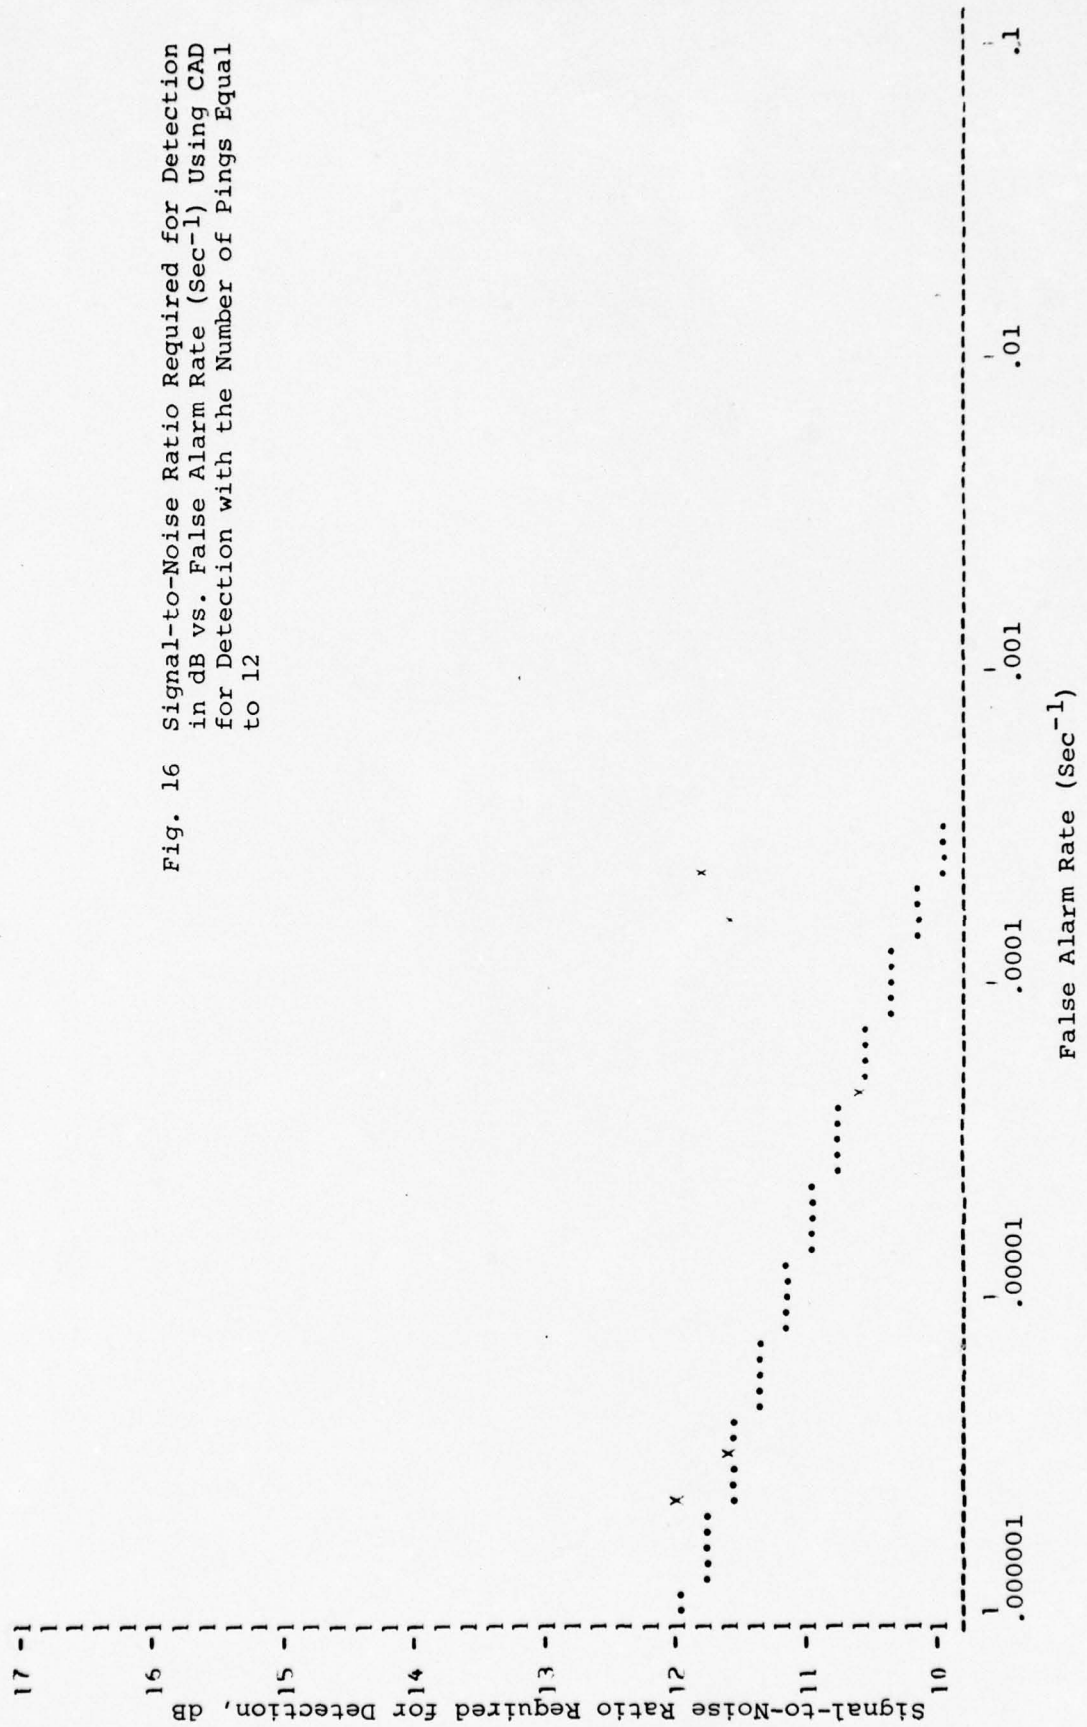 Fig. 16 Signal-to-Noise Ratio Required for Detection
in dB vs. False Alarm Rate (Sec⁻¹) Using CAD
for Detection with the Number of Pings Equal
to 12
Signal-to-Noise Ratio Required for Detection, dB
17
16
15
14
13
12
11
10
.000001
.00001
.0001
.001
.01
.1
False Alarm Rate (Sec⁻¹)